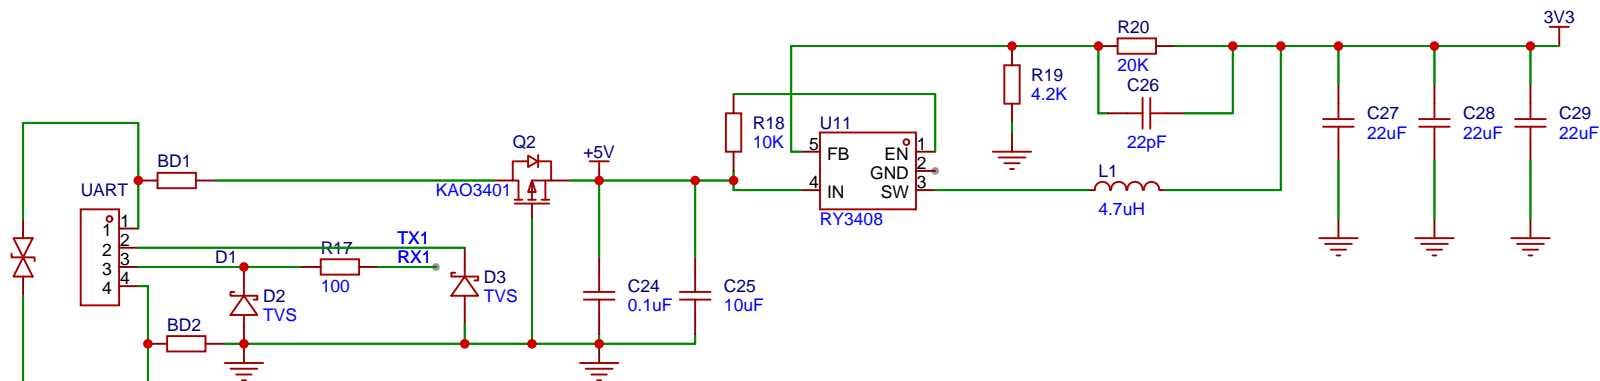 3V3
R20
20K
C26
22pF
R19
4.2K
C27
22uF
C28
22uF
C29
22uF
R18
10K
U11
5 FB
EN 1
GND 2
4 IN
SW 3
RY3408
L1
4.7uH
Q2
KAO3401
+5V
BD1
UART
1 1
2 2
3 3
4 4
TX1
RX1
D1
R17
100
D2
TVS
D3
TVS
C24
0.1uF
C25
10uF
BD2